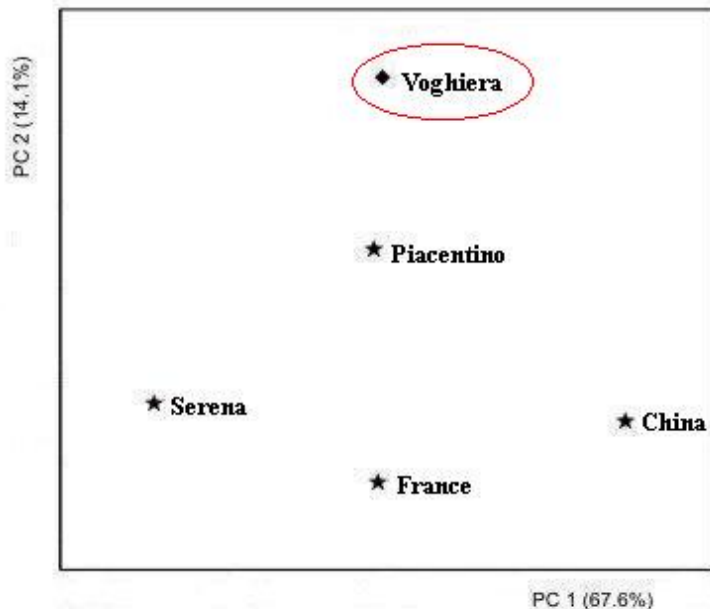 PC 2 (14.1%)
Voghiera
Piacentino
Serena
China
France
PC 1 (67.6%)